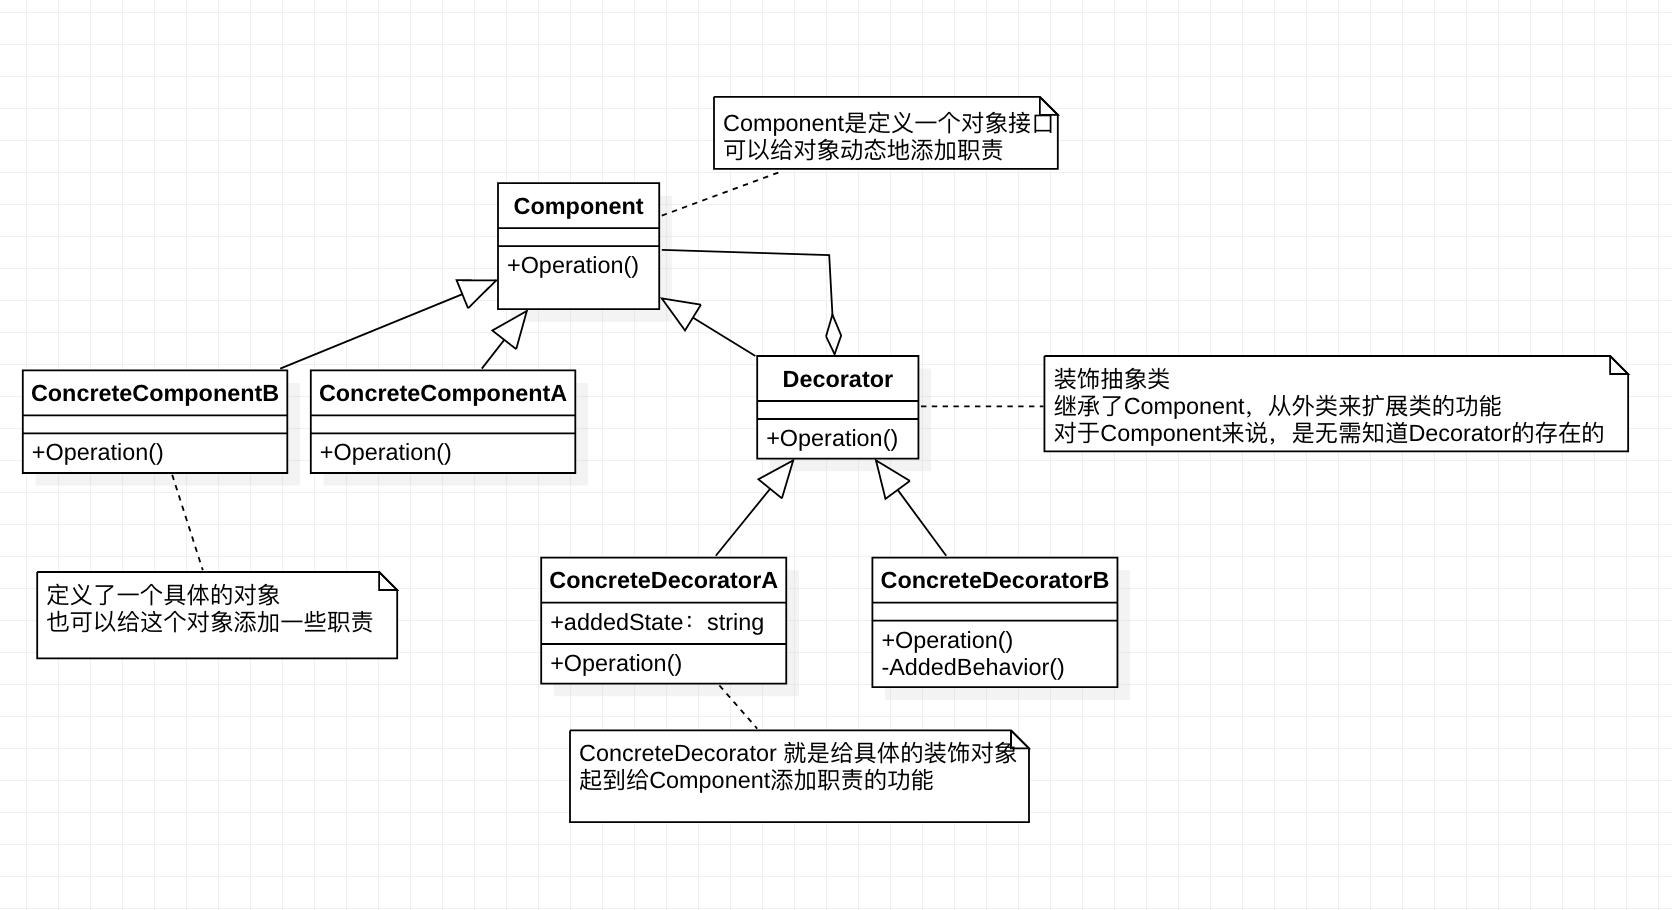 Component是定义一个对象接口
可以给对象动态地添加职责
Component
+Operation()
ConcreteComponentB
+Operation()
ConcreteComponentA
+Operation()
Decorator
+Operation()
装饰抽象类
继承了Component，从外类来扩展类的功能
对于Component来说，是无需知道Decorator的存在的
定义了一个具体的对象
也可以给这个对象添加一些职责
ConcreteDecoratorA
+addedState：string
+Operation()
ConcreteDecoratorB
+Operation()
-AddedBehavior()
ConcreteDecorator 就是给具体的装饰对象
起到给Component添加职责的功能